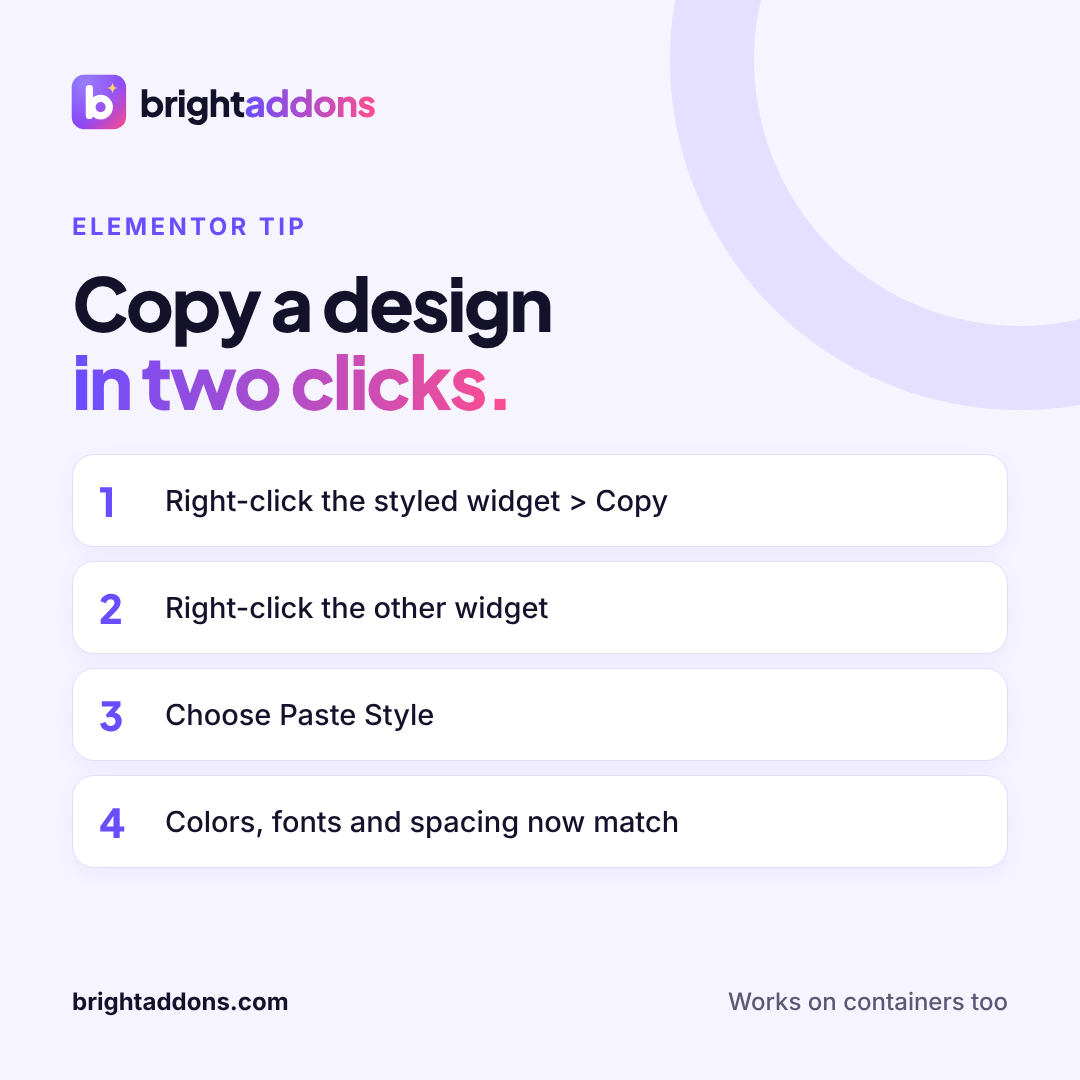 brightaddons
ELEMENTOR TIP
Copy a design
in two clicks.
1 Right-click the styled widget > Copy
2 Right-click the other widget
3 Choose Paste Style
4 Colors, fonts and spacing now match
brightaddons.com
Works on containers too